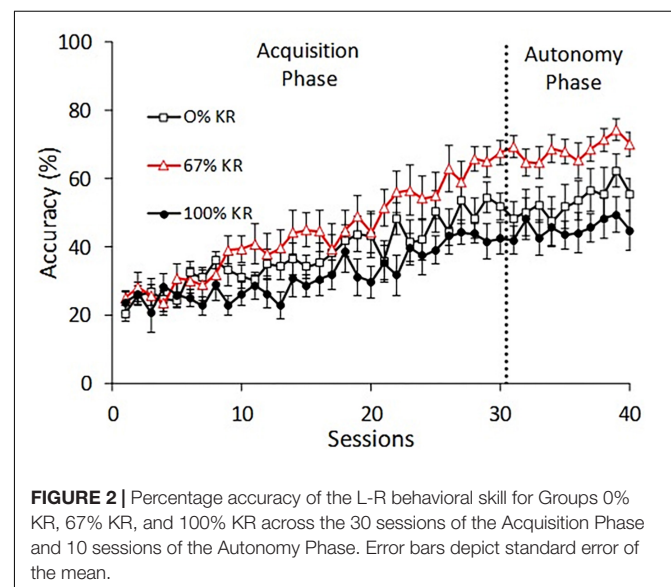 100
80
60
40
20
0
Accuracy (%)
Acquisition
Phase
Autonomy
Phase
O% KR
67% KR
100% KR
0 10 20 30 40
Sessions
FIGURE 2 | Percentage accuracy of the L-R behavioral skill for Groups 0%
KR, 67% KR, and 100% KR across the 30 sessions of the Acquisition Phase
and 10 sessions of the Autonomy Phase. Error bars depict standard error of
the mean.